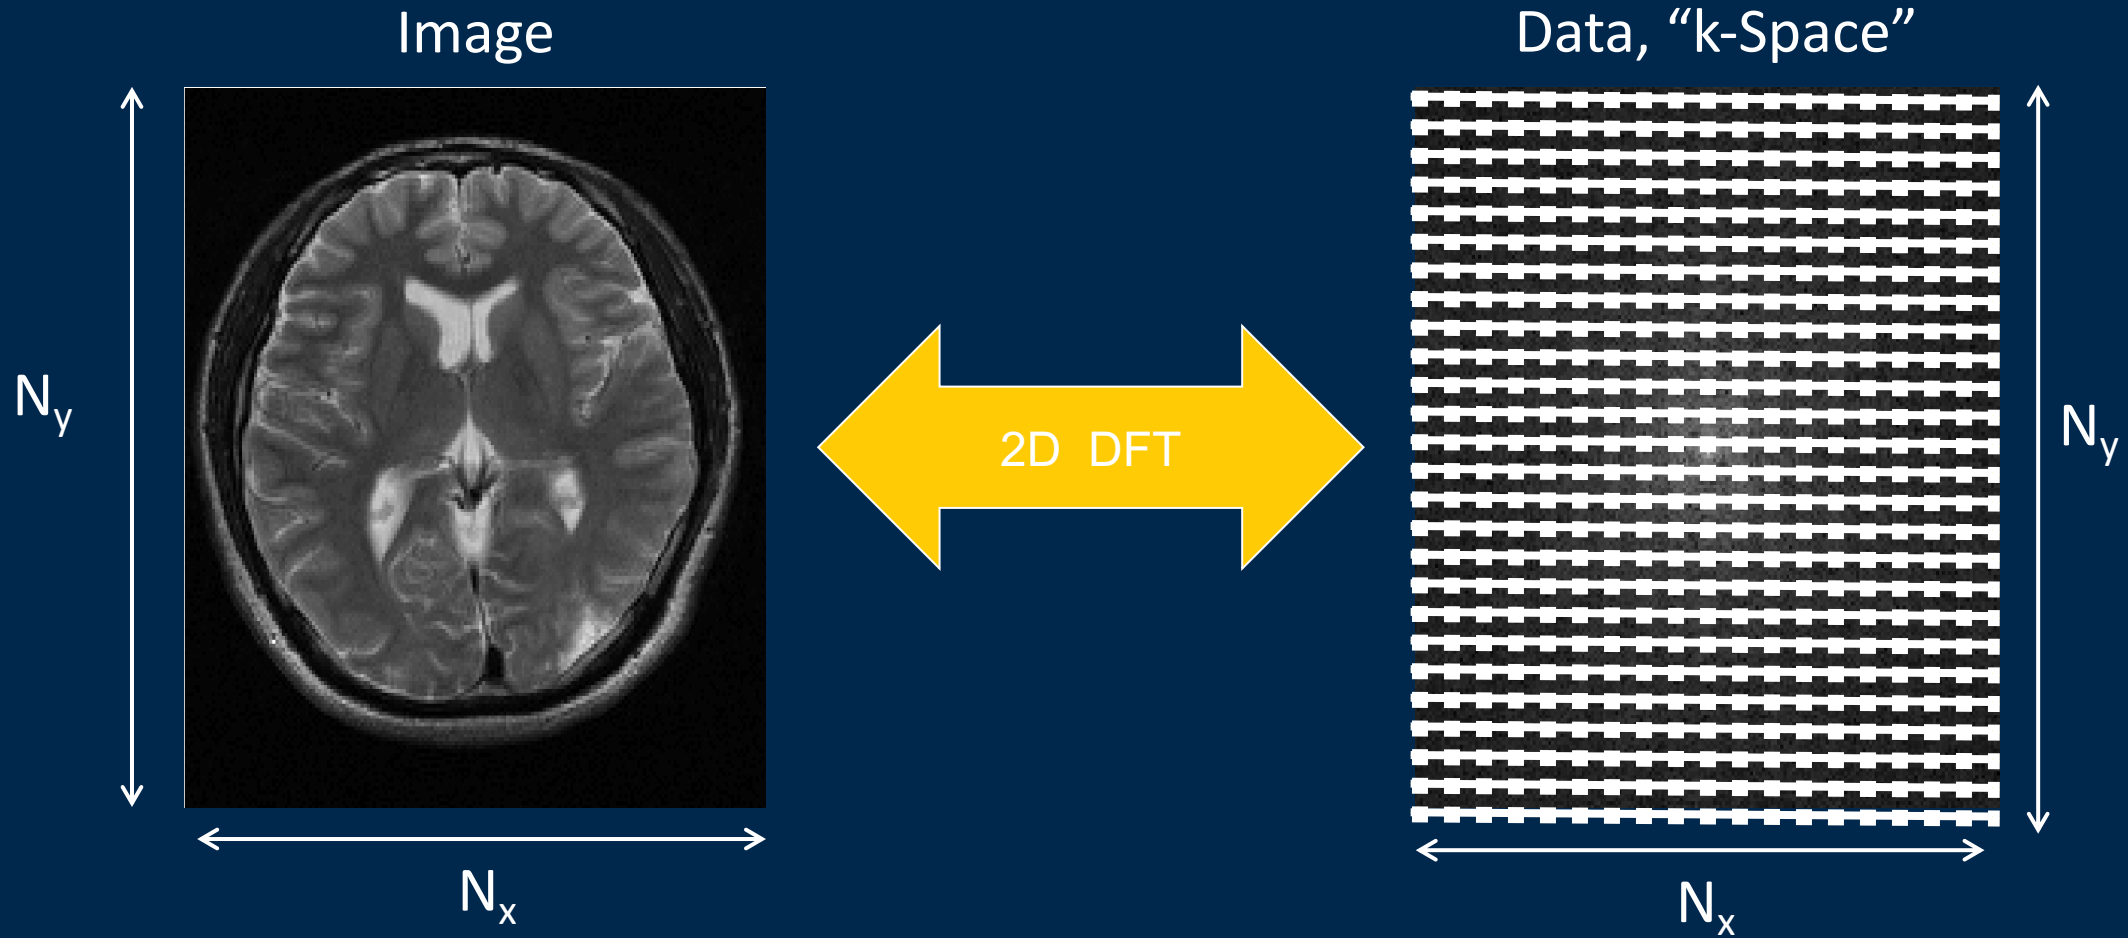 Image
Data, “k-Space”
Ny
2D DFT
Ny
Nx
Nx